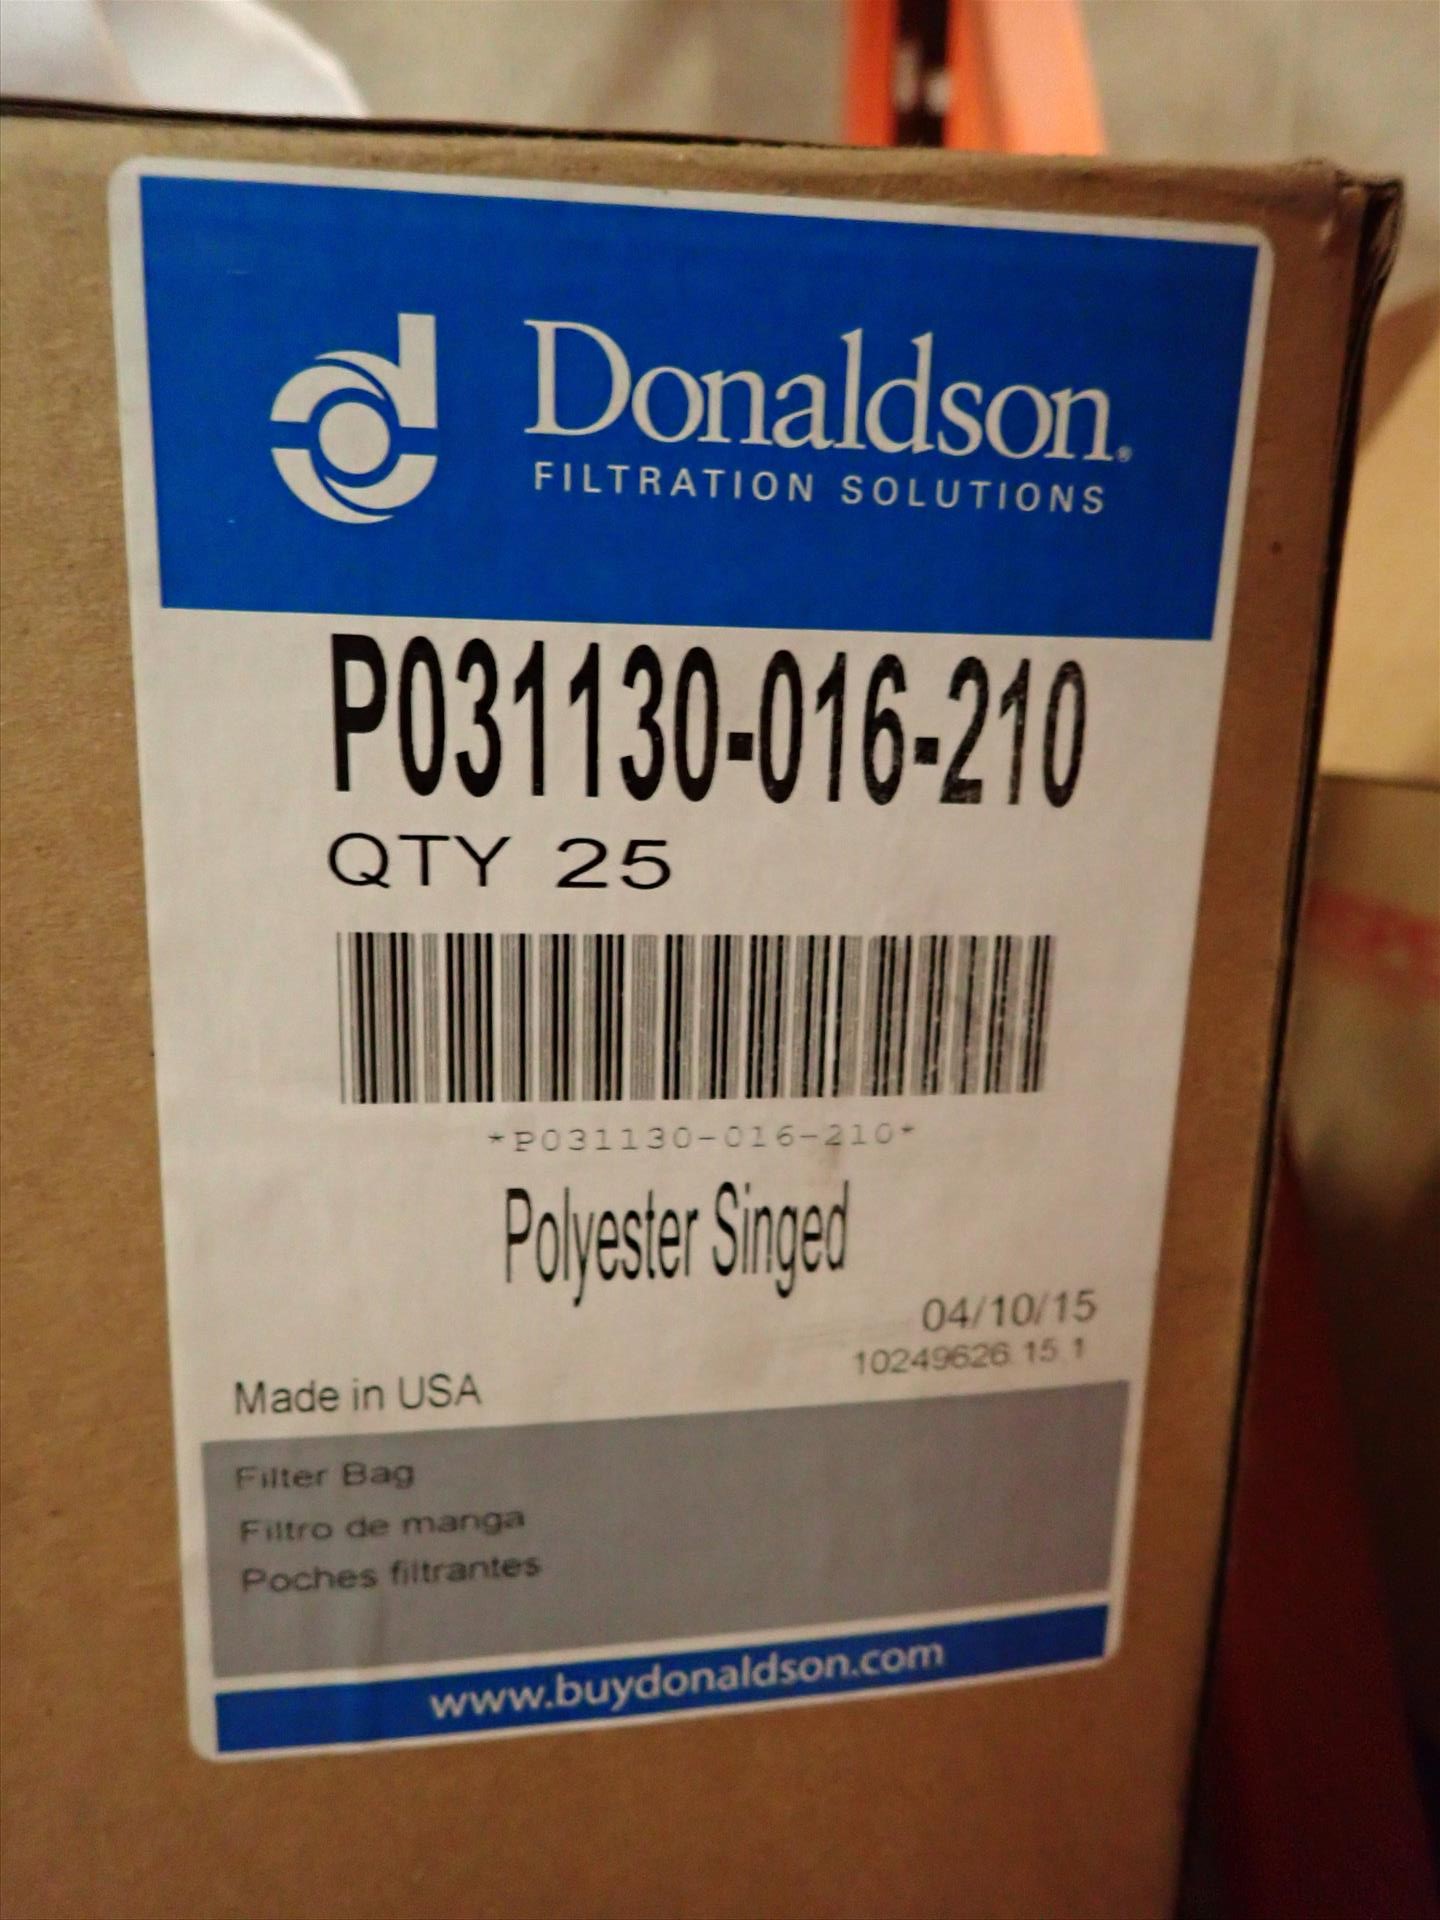 Donaldson®
FILTRATION SOLUTIONS
P031130-016-210
QTY 25
*P031130-016-210*
Polyester Singed
04/10/15
10249626 15 1
Made in USA
Filter Bag
Filtro de manga
Poches filtrantes
www.buydonaldson.com